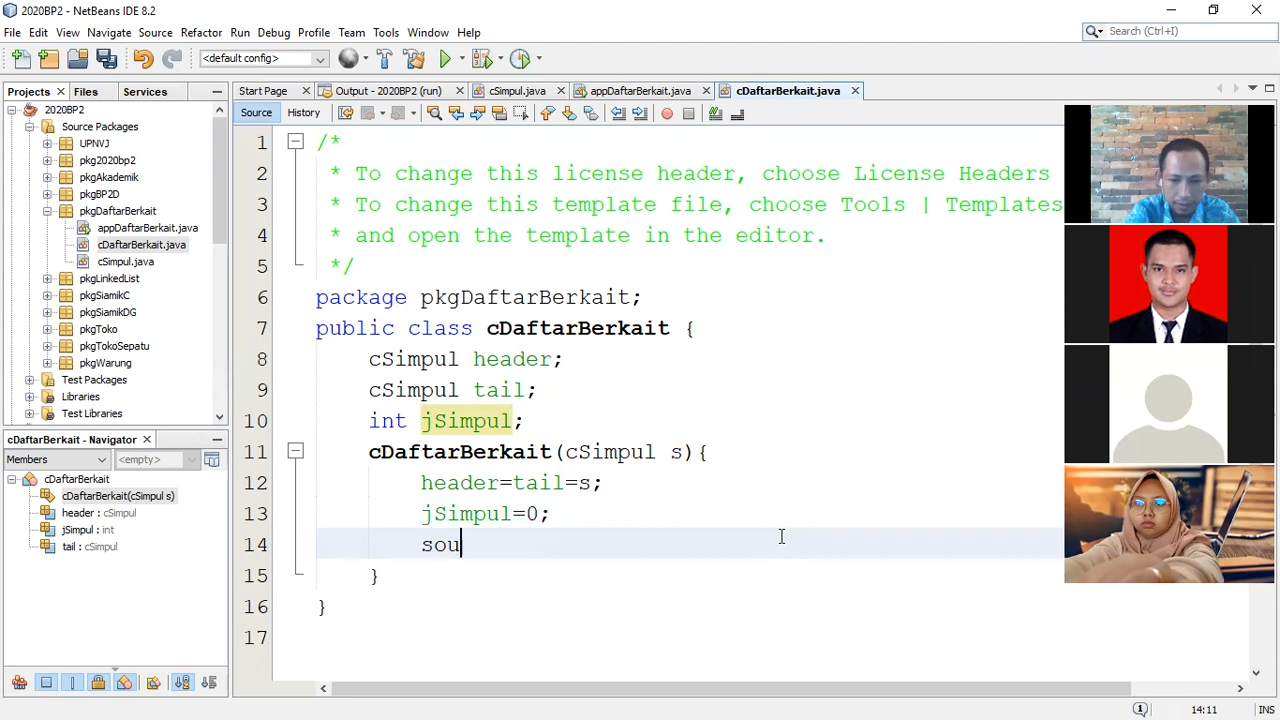 2020BP2 - NetBeans IDE 8.2
File Edit View Navigate Source Refactor Run Debug Profile Team Tools Window Help
Search (Ctrl+I)
<default config>
Projects Files Services
Start Page Output - 2020BP2 (run) cSimpul.java appDaftarBerkait.java cDaftarBerkait.java
Source History
2020BP2
Source Packages
UPNVJ
pkg2020bp2
pkgAkademik
pkgBP2D
pkgDaftarBerkait
appDaftarBerkait.java
cDaftarBerkait.java
cSimpul.java
pkgLinkedList
pkgSiamikC
pkgSiamikDG
pkgToko
pkgTokoSepatu
pkgWarung
Test Packages
Libraries
Test Libraries
cDaftarBerkait - Navigator
Members <empty>
cDaftarBerkait
cDaftarBerkait(cSimpul s)
header : cSimpul
jSimpul : int
tail : cSimpul
1 /*
2 * To change this license header, choose License Headers
3 * To change this template file, choose Tools | Templates
4 * and open the template in the editor.
5 */
6 package pkgDaftarBerkait;
7 public class cDaftarBerkait {
8 cSimpul header;
9 cSimpul tail;
10 int jSimpul;
11 cDaftarBerkait(cSimpul s){
12 header=tail=s;
13 jSimpul=0;
14 sou
15 }
16 }
17
14:11 INS